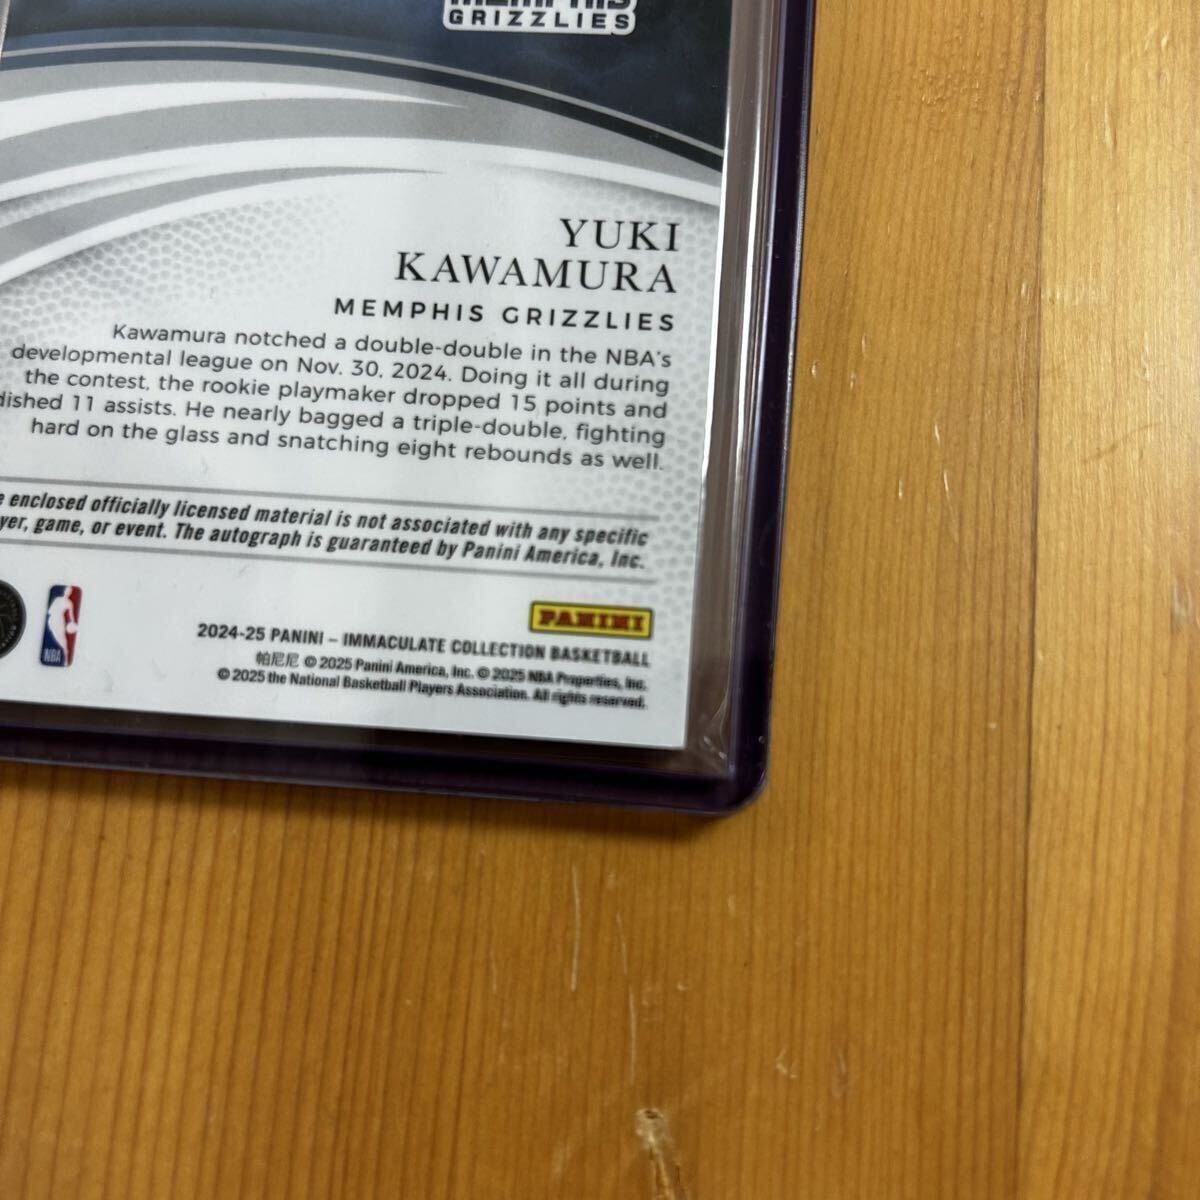 GRIZZLIES
YUKI
KAWAMURA
MEMPHIS GRIZZLIES
Kawamura notched a double-double in the NBA's
developmental league on Nov. 30, 2024. Doing it all during
the contest, the rookie playmaker dropped 15 points and
dished 11 assists. He nearly bagged a triple-double, fighting
hard on the glass and snatching eight rebounds as well.
enclosed officially licensed material is not associated with any specific
yer, game, or event. The autograph is guaranteed by Panini America, Inc.
NBA
PANINI
2024-25 PANINI – IMMACULATE COLLECTION BASKETBALL
帕尼尼 © 2025 Panini America, Inc. © 2025 NBA Properties, Inc.
© 2025 the National Basketball Players Association. All rights reserved.